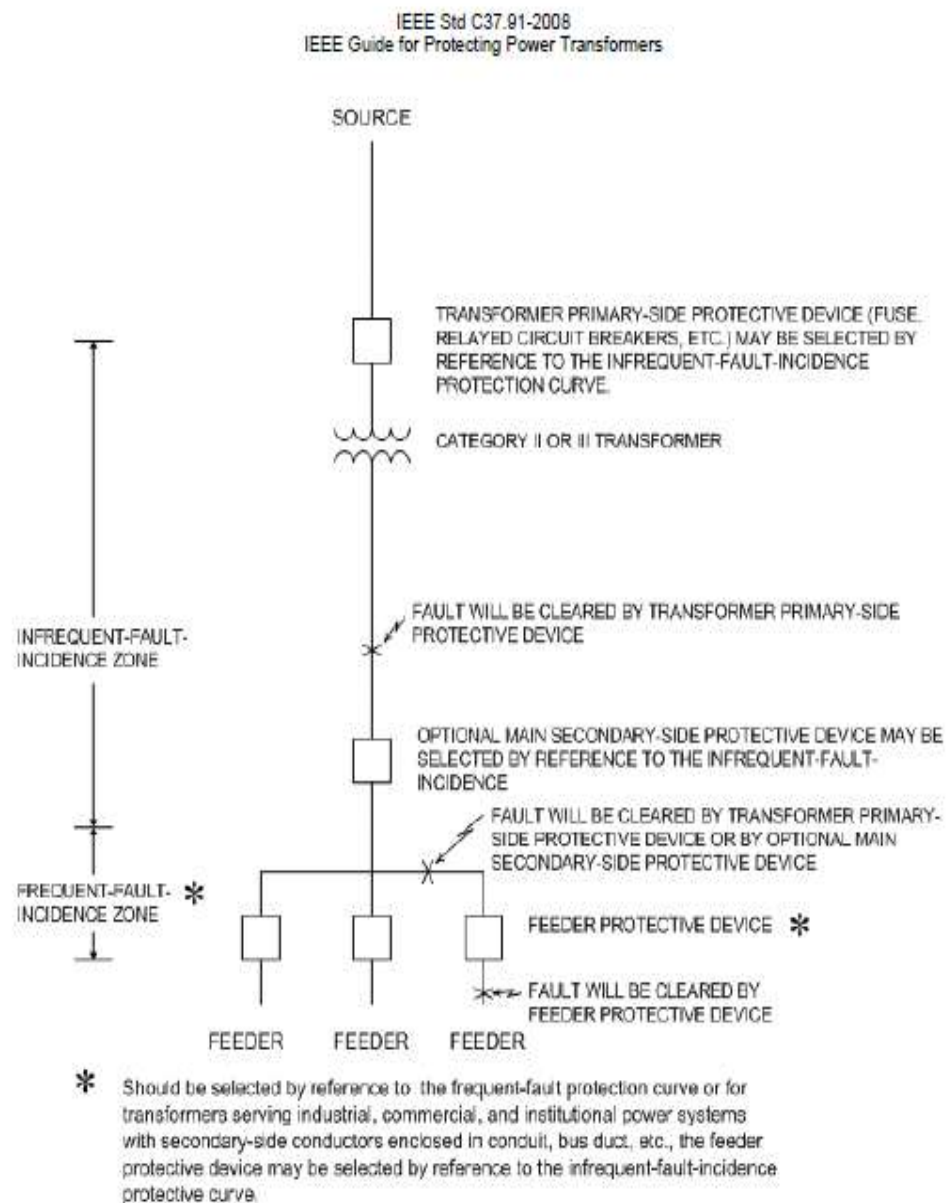 IEEE Std C37.91-2008
IEEE Guide for Protecting Power Transformers
SOURCE
TRANSFORMER PRIMARY-SIDE PROTECTIVE DEVICE (FUSE.
RELAYED CIRCUIT BREAKERS, ETC.) MAY BE SELECTED BY
REFERENCE TO THE INFREQUENT-FAULT-INCIDENCE
PROTECTION CURVE.
CATEGORY II OR III TRANSFORMER
FAULT WILL BE CLEARED BY TRANSFORMER PRIMARY-SIDE
PROTECTIVE DEVICE
INFREQUENT-FAULT-
INCIDENCE ZONE
OPTIONAL MAIN SECONDARY-SIDE PROTECTIVE DEVICE MAY BE
SELECTED BY REFERENCE TO THE INFREQUENT-FAULT-
INCIDENCE
FAULT WILL BE CLEARED BY TRANSFORMER PRIMARY-
SIDE PROTECTIVE DEVICE OR BY OPTIONAL MAIN
SECONDARY-SIDE PROTECTIVE DEVICE
FREQUENT-FAULT- *
INCIDENCE ZONE
FEEDER PROTECTIVE DEVICE *
FAULT WILL BE CLEARED BY
FEEDER PROTECTIVE DEVICE
FEEDER FEEDER FEEDER
* Should be selected by reference to the frequent-fault protection curve or for
transformers serving industrial, commercial, and institutional power systems
with secondary-side conductors enclosed in conduit, bus duct, etc., the feeder
protective device may be selected by reference to the infrequent-fault-incidence
protective curve.